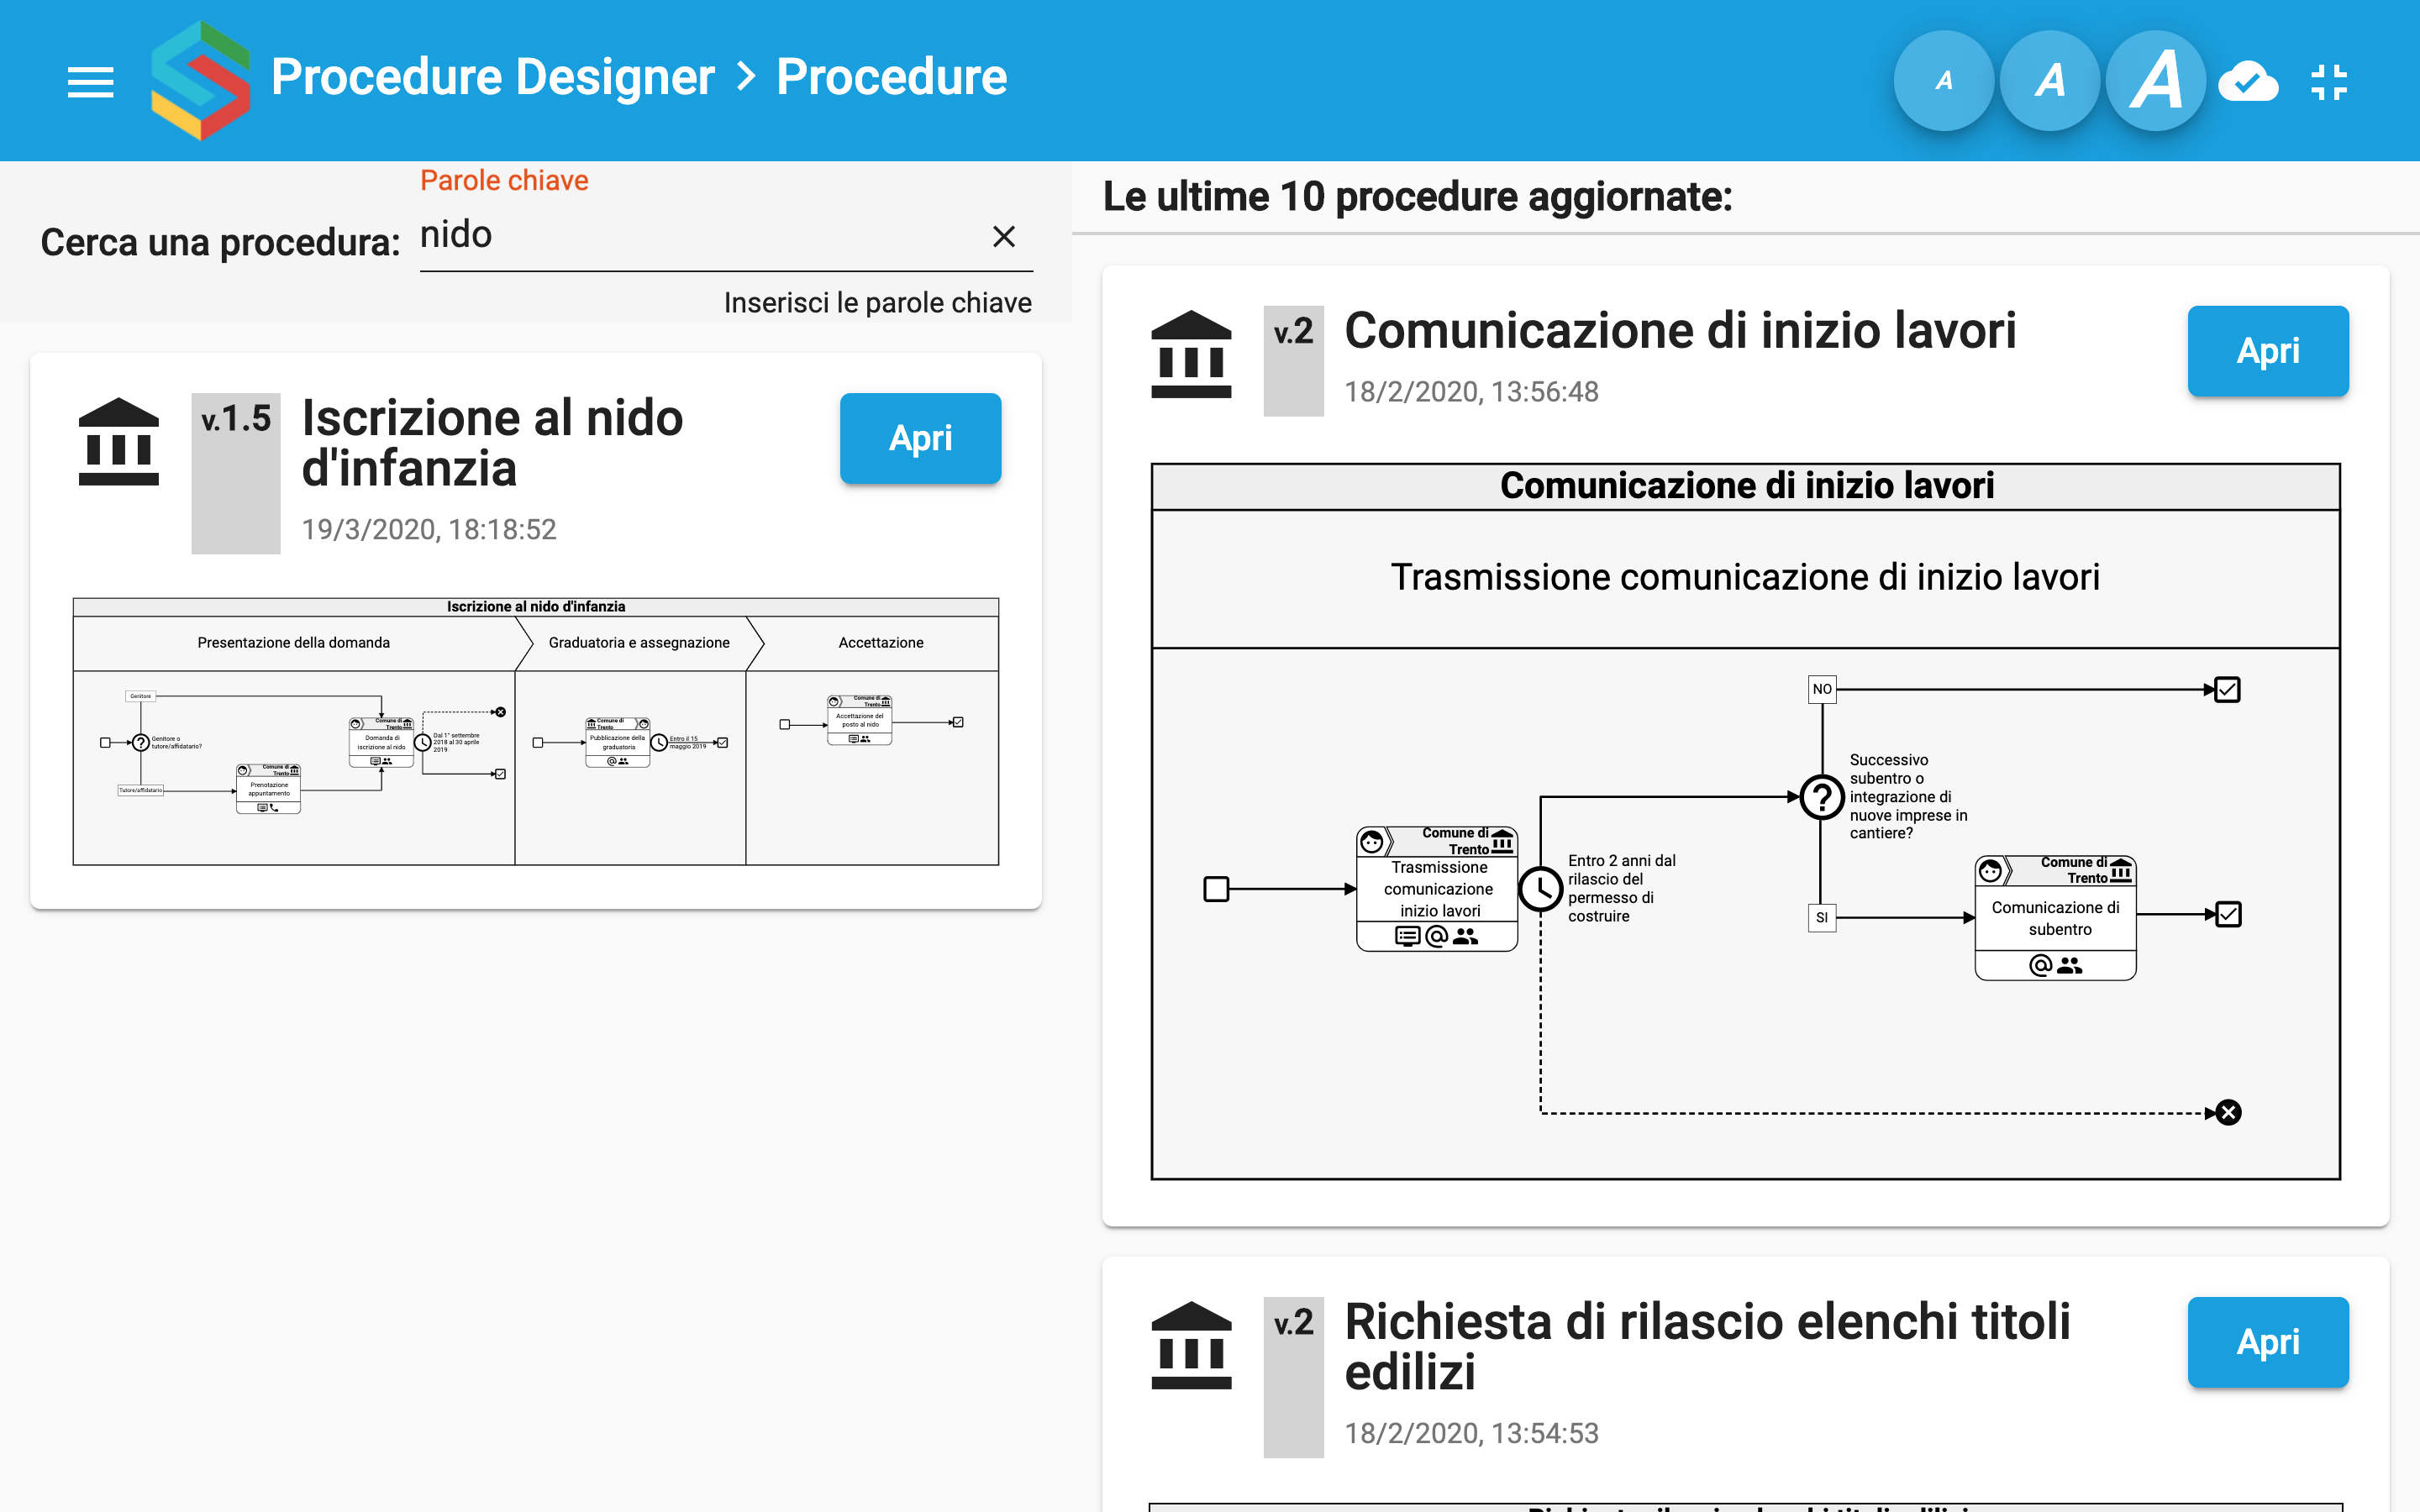 Procedure Designer > Procedure
A A A
Parole chiave
Cerca una procedura: nido
Inserisci le parole chiave
v.1.5
Iscrizione al nido
d'infanzia
19/3/2020, 18:18:52
Apri
Iscrizione al nido d'infanzia
Presentazione della domanda
Graduatoria e assegnazione
Accettazione
Genitore
Genitore o
tutore/affidatario?
Tutore/affidatario
Comune di
Trento
Prenotazione
appuntamento
Comune di
Trento
Domanda di
iscrizione al nido
Dal 1° settembre
2018 al 30 aprile
2019
Comune di
Trento
Pubblicazione della
graduatoria
Entro il 15
maggio 2019
Comune di
Trento
Accettazione del
posto al nido
Le ultime 10 procedure aggiornate:
v.2
Comunicazione di inizio lavori
18/2/2020, 13:56:48
Apri
Comunicazione di inizio lavori
Trasmissione comunicazione di inizio lavori
Comune di
Trento
Trasmissione
comunicazione
inizio lavori
Entro 2 anni dal
rilascio del
permesso di
costruire
NO
Successivo
subentro o
integrazione di
nuove imprese in
cantiere?
SI
Comune di
Trento
Comunicazione di
subentro
v.2
Richiesta di rilascio elenchi titoli
edilizi
18/2/2020, 13:54:53
Apri